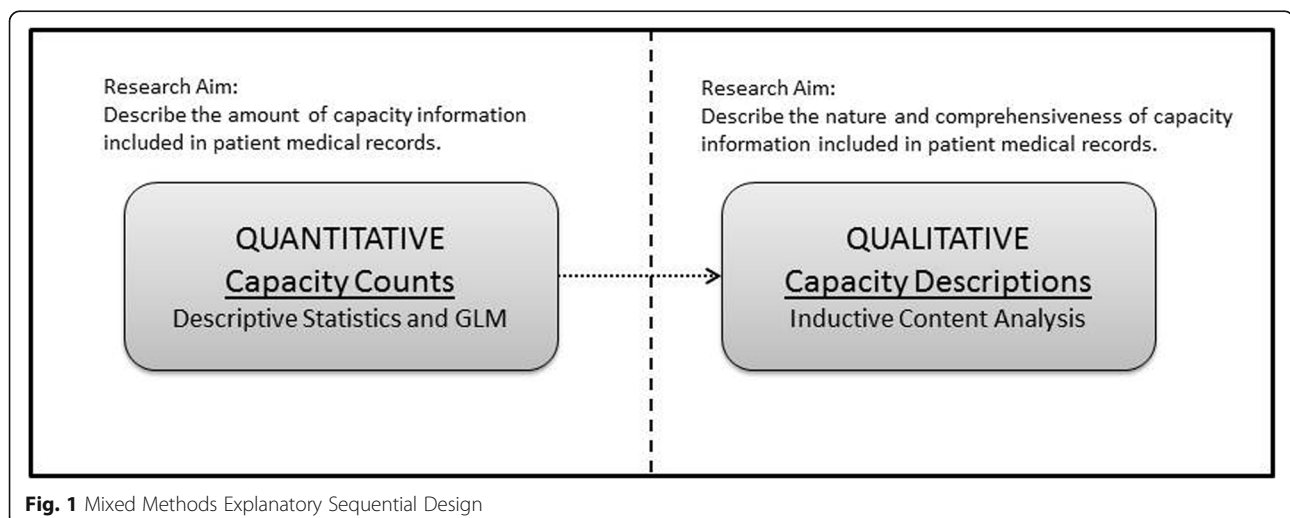 Research Aim:
Describe the amount of capacity information
included in patient medical records.
QUANTITATIVE
Capacity Counts
Descriptive Statistics and GLM
Research Aim:
Describe the nature and comprehensiveness of capacity
information included in patient medical records.
QUALITATIVE
Capacity Descriptions
Inductive Content Analysis
Fig. 1 Mixed Methods Explanatory Sequential Design